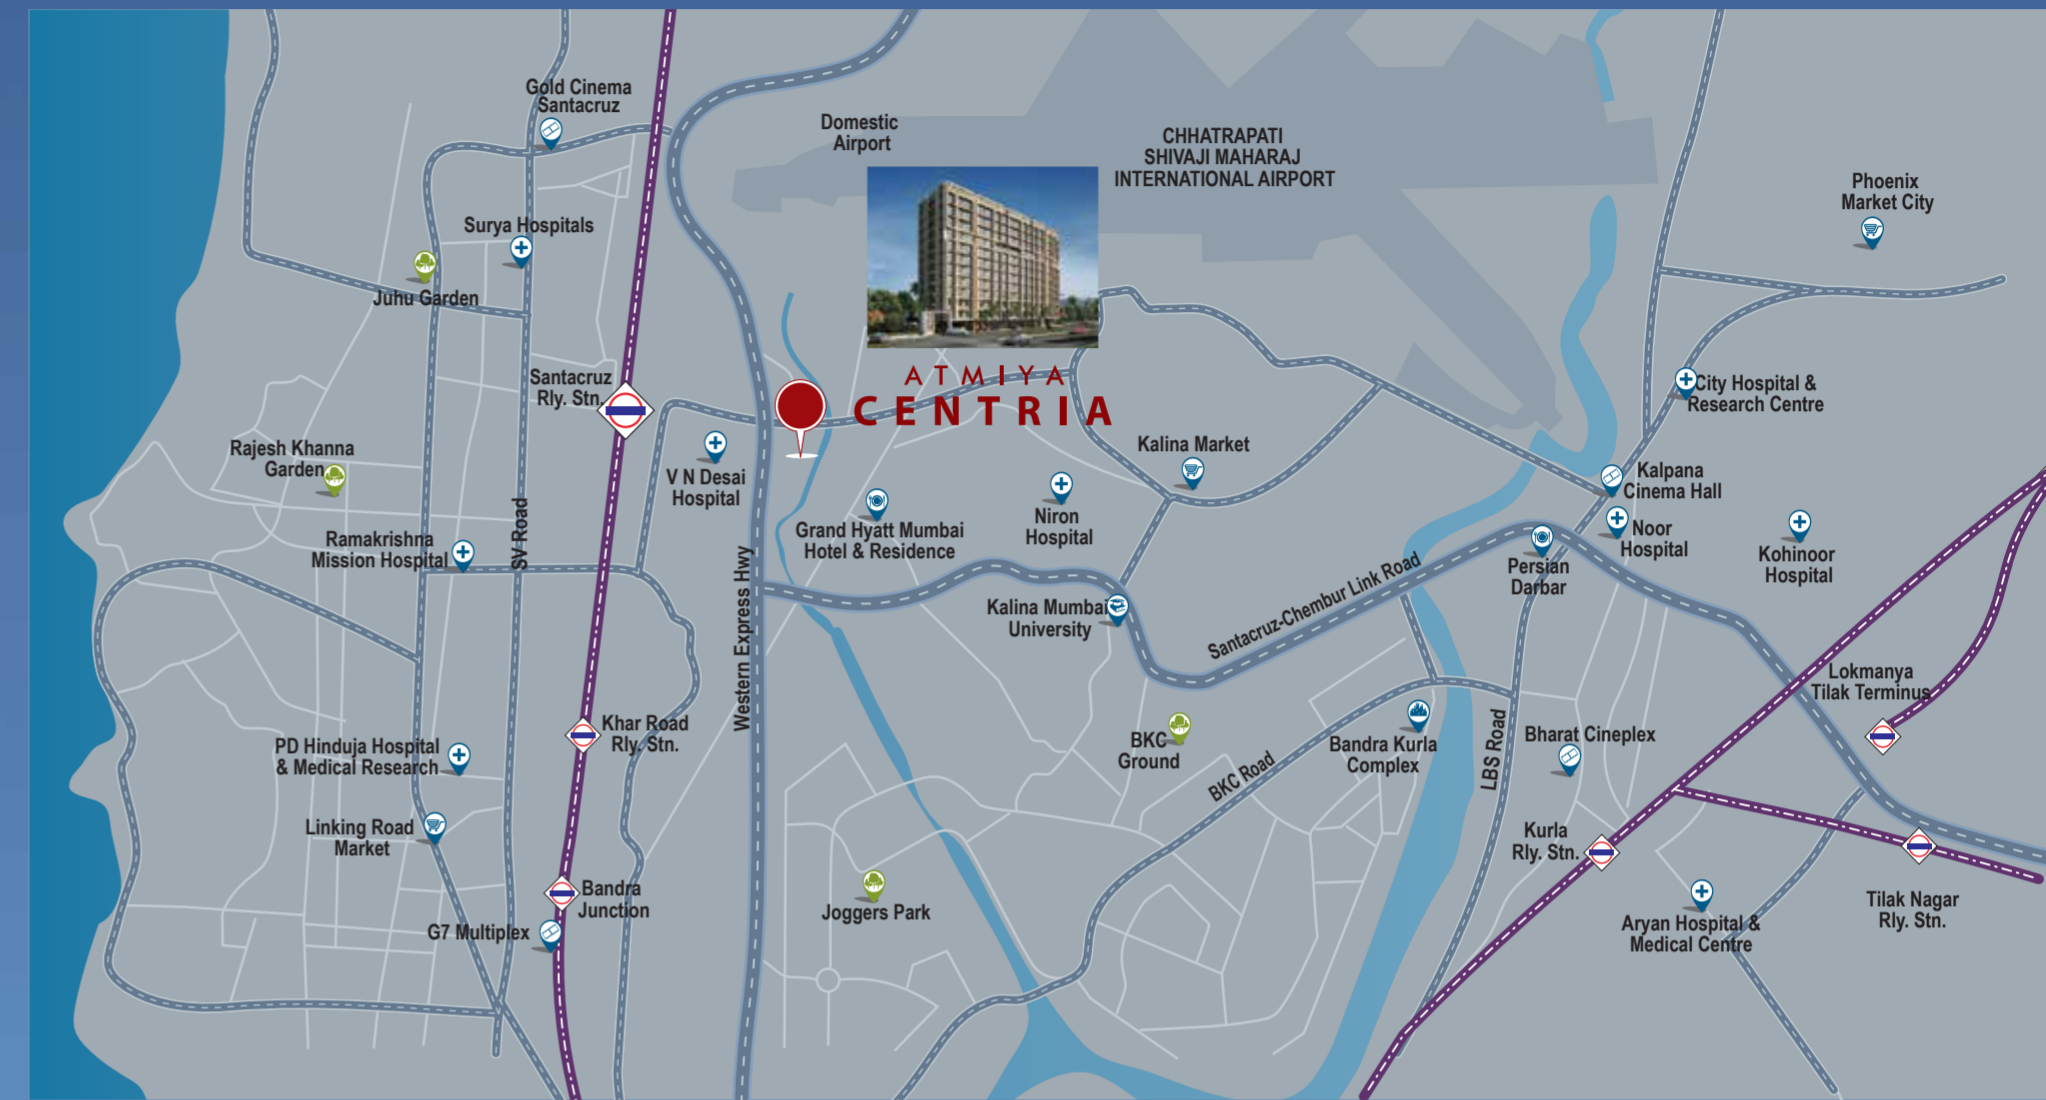 Gold Cinema
Santacruz
Domestic
Airport
CHHATRAPATI
SHIVAJI MAHARAJ
INTERNATIONAL AIRPORT
Phoenix
Market City
Surya Hospitals
Juhu Garden
Santacruz
Rly. Stn.
ATMIYA
CENTRIA
City Hospital &
Research Centre
Rajesh Khanna
Garden
V N Desai
Hospital
Kalina Market
Kalpana
Cinema Hall
SV Road
Grand Hyatt Mumbai
Hotel & Residence
Niron
Hospital
Noor
Hospital
Kohinoor
Hospital
Ramakrishna
Mission Hospital
Persian
Darbar
Western Express Hwy
Kalina Mumbai
University
Santacruz-Chembur Link Road
Lokmanya
Tilak Terminus
Khar Road
Rly. Stn.
PD Hinduja Hospital
& Medical Research
BKC
Ground
BKC Road
Bandra Kurla
Complex
LBS Road
Bharat Cineplex
Linking Road
Market
Kurla
Rly. Stn.
Bandra
Junction
G7 Multiplex
Joggers Park
Aryan Hospital &
Medical Centre
Tilak Nagar
Rly. Stn.